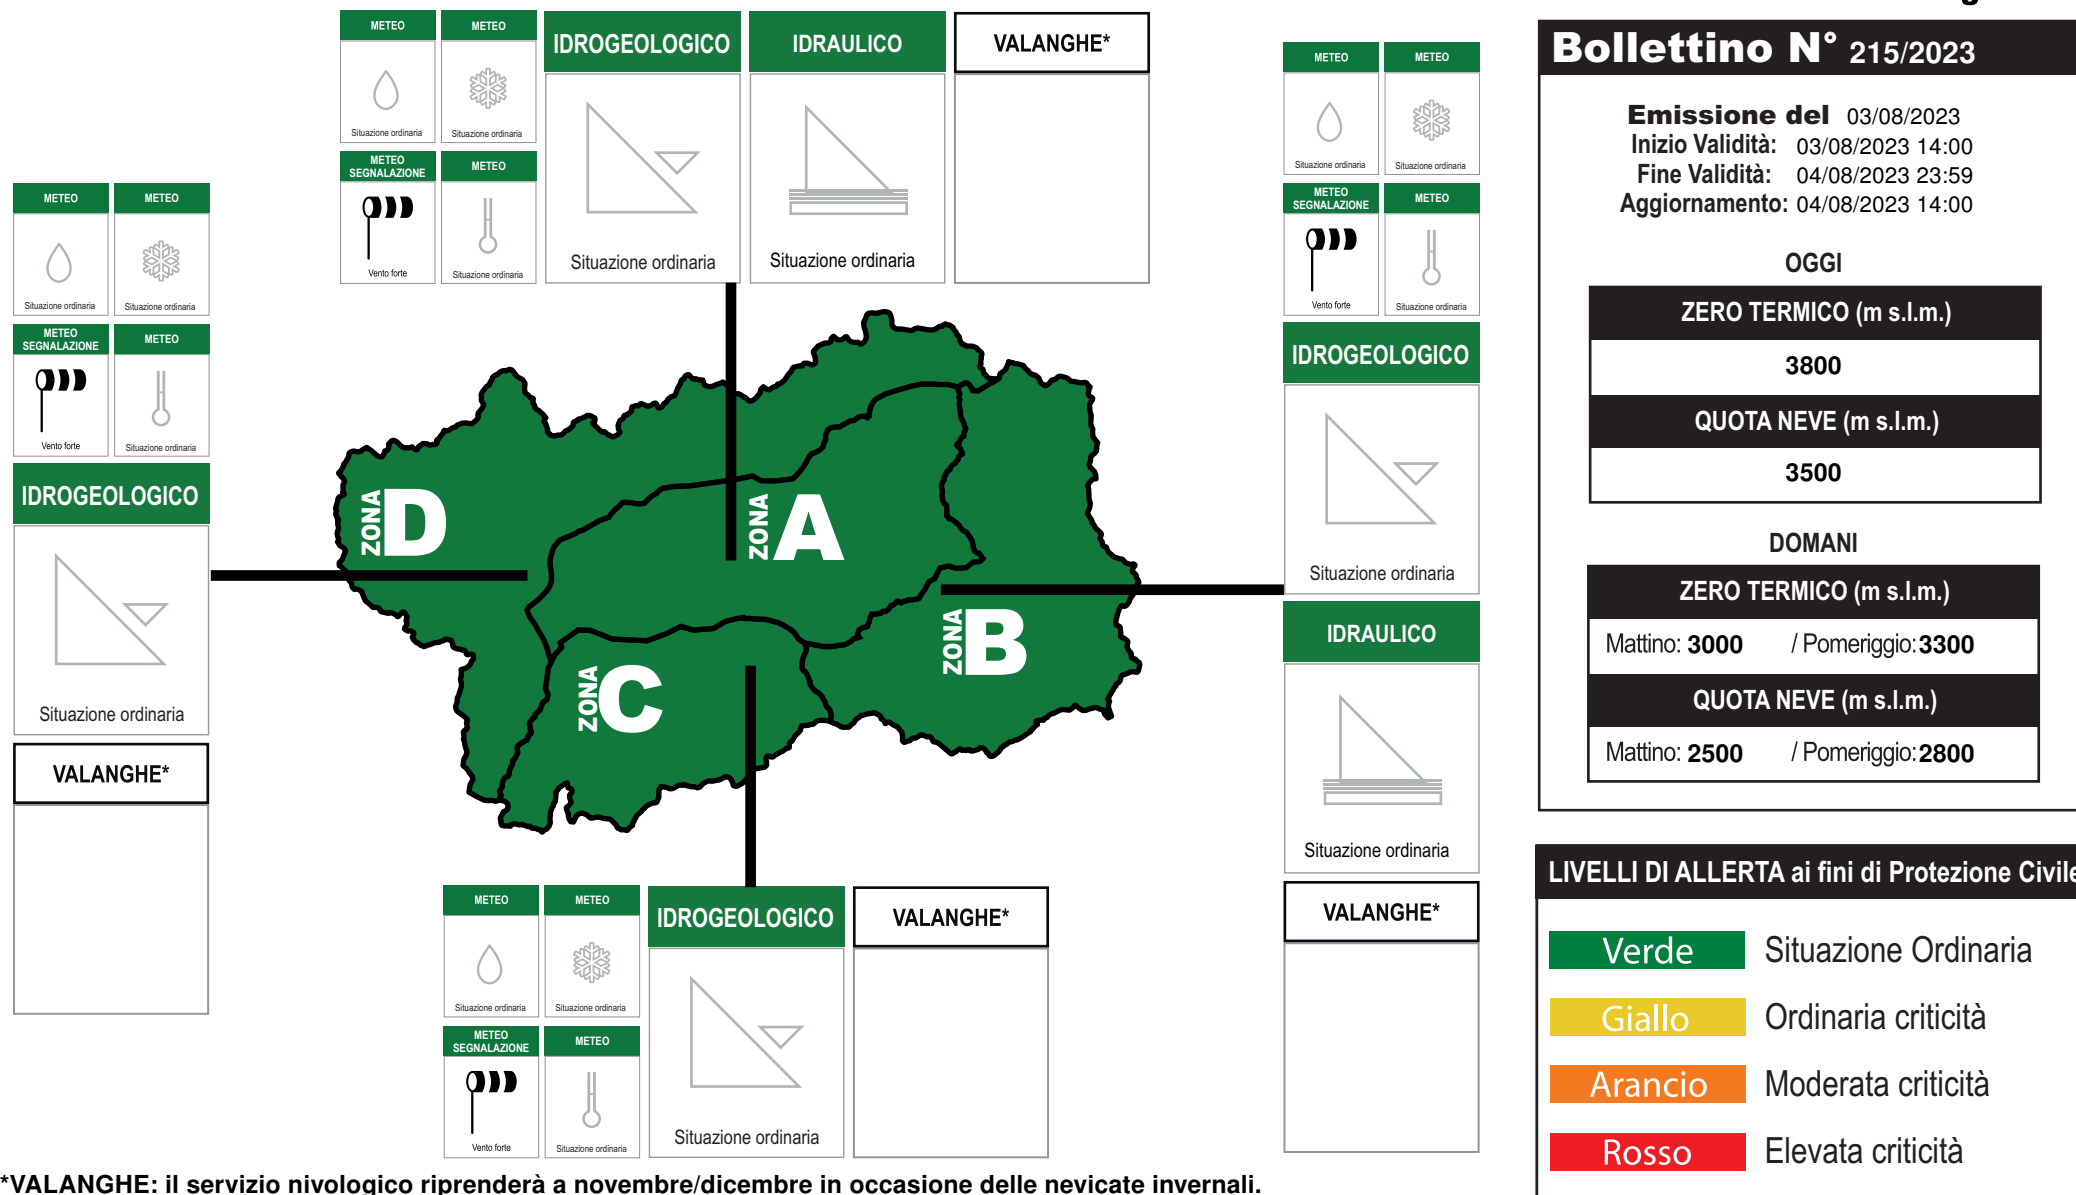 METEO
METEO
Situazione ordinaria
Situazione ordinaria
METEO SEGNALAZIONE
METEO
Vento forte
Situazione ordinaria
IDROGEOLOGICO
Situazione ordinaria
IDRAULICO
Situazione ordinaria
VALANGHE*
METEO
METEO
Situazione ordinaria
Situazione ordinaria
METEO SEGNALAZIONE
METEO
Vento forte
Situazione ordinaria
IDROGEOLOGICO
Situazione ordinaria
VALANGHE*
ZONA D
ZONA A
ZONA B
ZONA C
METEO
METEO
Situazione ordinaria
Situazione ordinaria
METEO SEGNALAZIONE
METEO
Vento forte
Situazione ordinaria
IDROGEOLOGICO
Situazione ordinaria
IDRAULICO
Situazione ordinaria
VALANGHE*
METEO
METEO
Situazione ordinaria
Situazione ordinaria
METEO SEGNALAZIONE
METEO
Vento forte
Situazione ordinaria
IDROGEOLOGICO
Situazione ordinaria
VALANGHE*
*VALANGHE: il servizio nivologico riprenderà a novembre/dicembre in occasione delle nevicate invernali.
Bollettino N° 215/2023
Emissione del 03/08/2023
Inizio Validità: 03/08/2023 14:00
Fine Validità: 04/08/2023 23:59
Aggiornamento: 04/08/2023 14:00
OGGI
ZERO TERMICO (m s.l.m.)
3800
QUOTA NEVE (m s.l.m.)
3500
DOMANI
ZERO TERMICO (m s.l.m.)
Mattino: 3000 / Pomeriggio: 3300
QUOTA NEVE (m s.l.m.)
Mattino: 2500 / Pomeriggio: 2800
LIVELLI DI ALLERTA ai fini di Protezione Civile
Verde Situazione Ordinaria
Giallo Ordinaria criticità
Arancio Moderata criticità
Rosso Elevata criticità